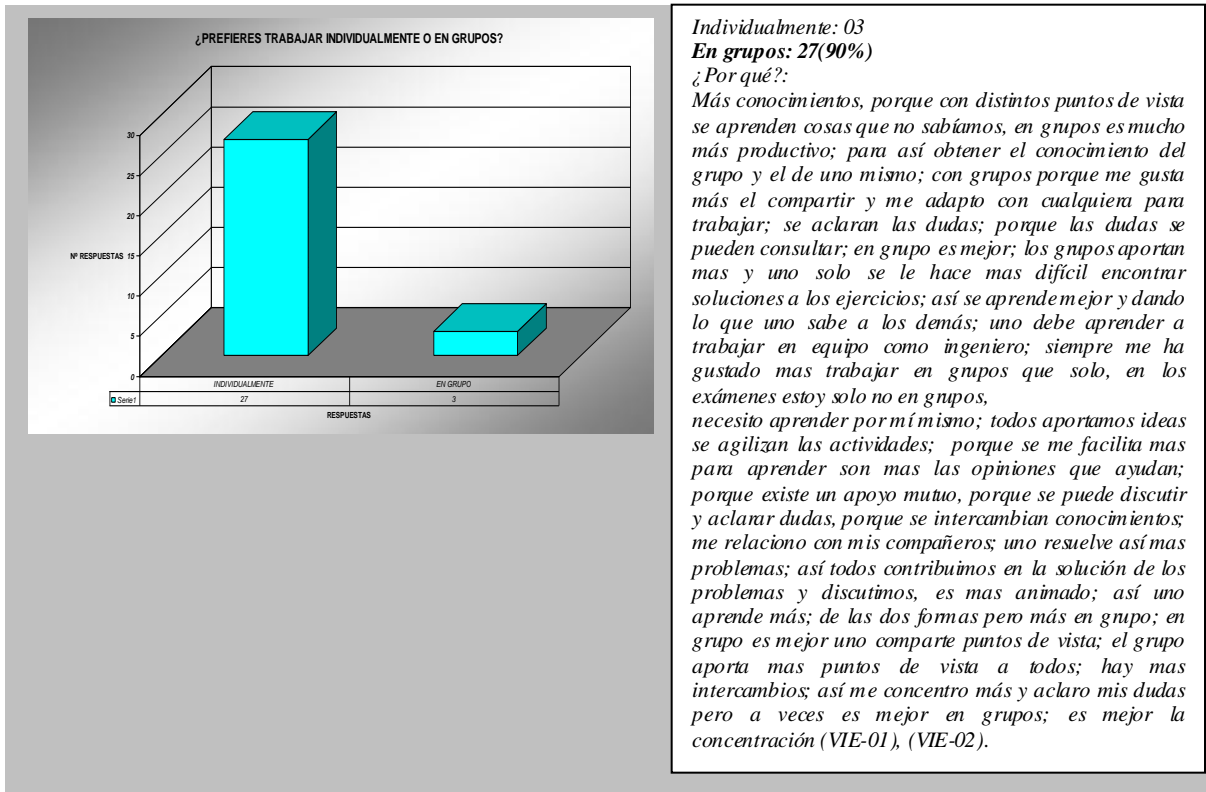 ¿PREFIERES TRABAJAR INDIVIDUALMENTE O EN GRUPOS?
30
25
20
Nº RESPUESTAS 15
10
5
0
INDIVIDUALMENTE EN GRUPO
Serie1 27 3
RESPUESTAS
Individualmente: 03
En grupos: 27(90%)
¿Por qué?:
Más conocimientos, porque con distintos puntos de vista
se aprenden cosas que no sabíamos, en grupos es mucho
más productivo; para así obtener el conocimiento del
grupo y el de uno mismo; con grupos porque me gusta
más el compartir y me adapto con cualquiera para
trabajar; se aclaran las dudas; porque las dudas se
pueden consultar; en grupo es mejor; los grupos aportan
mas y uno solo se le hace mas difícil encontrar
soluciones a los ejercicios; así se aprende mejor y dando
lo que uno sabe a los demás; uno debe aprender a
trabajar en equipo como ingeniero; siempre me ha
gustado mas trabajar en grupos que solo, en los
exámenes estoy solo no en grupos,
necesito aprender por mí mismo; todos aportamos ideas
se agilizan las actividades; porque se me facilita mas
para aprender son mas las opiniones que ayudan;
porque existe un apoyo mutuo, porque se puede discutir
y aclarar dudas, porque se intercambian conocimientos;
me relaciono con mis compañeros; uno resuelve así mas
problemas; así todos contribuimos en la solución de los
problemas y discutimos, es mas animado; así uno
aprende más; de las dos formas pero más en grupo; en
grupo es mejor uno comparte puntos de vista; el grupo
aporta mas puntos de vista a todos; hay mas
intercambios; así me concentro más y aclaro mis dudas
pero a veces es mejor en grupos; es mejor la
concentración (VIE-01), (VIE-02).